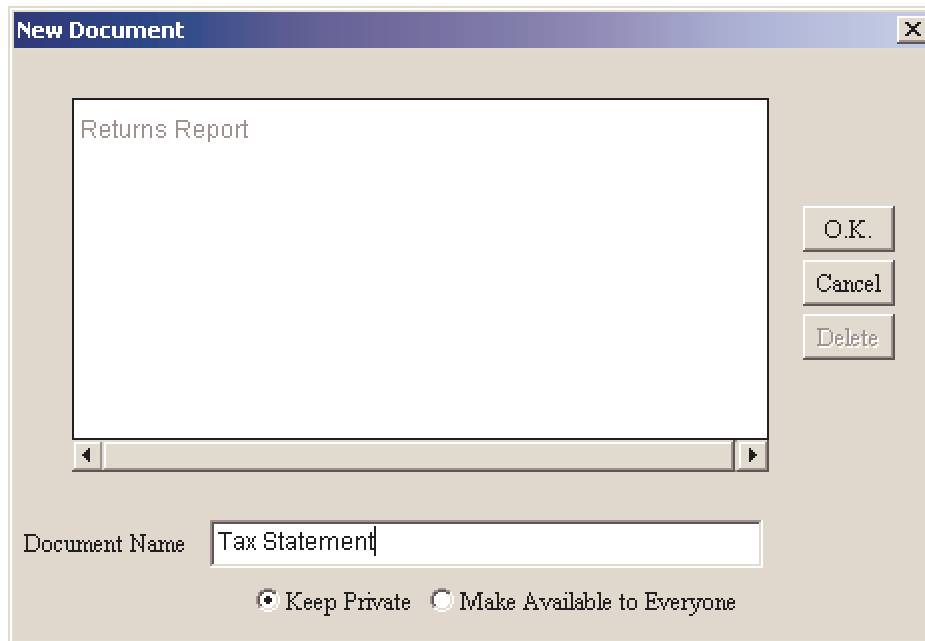 New Document
Returns Report
O.K.
Cancel
Delete
Document Name
Tax Statement
Keep Private
Make Available to Everyone